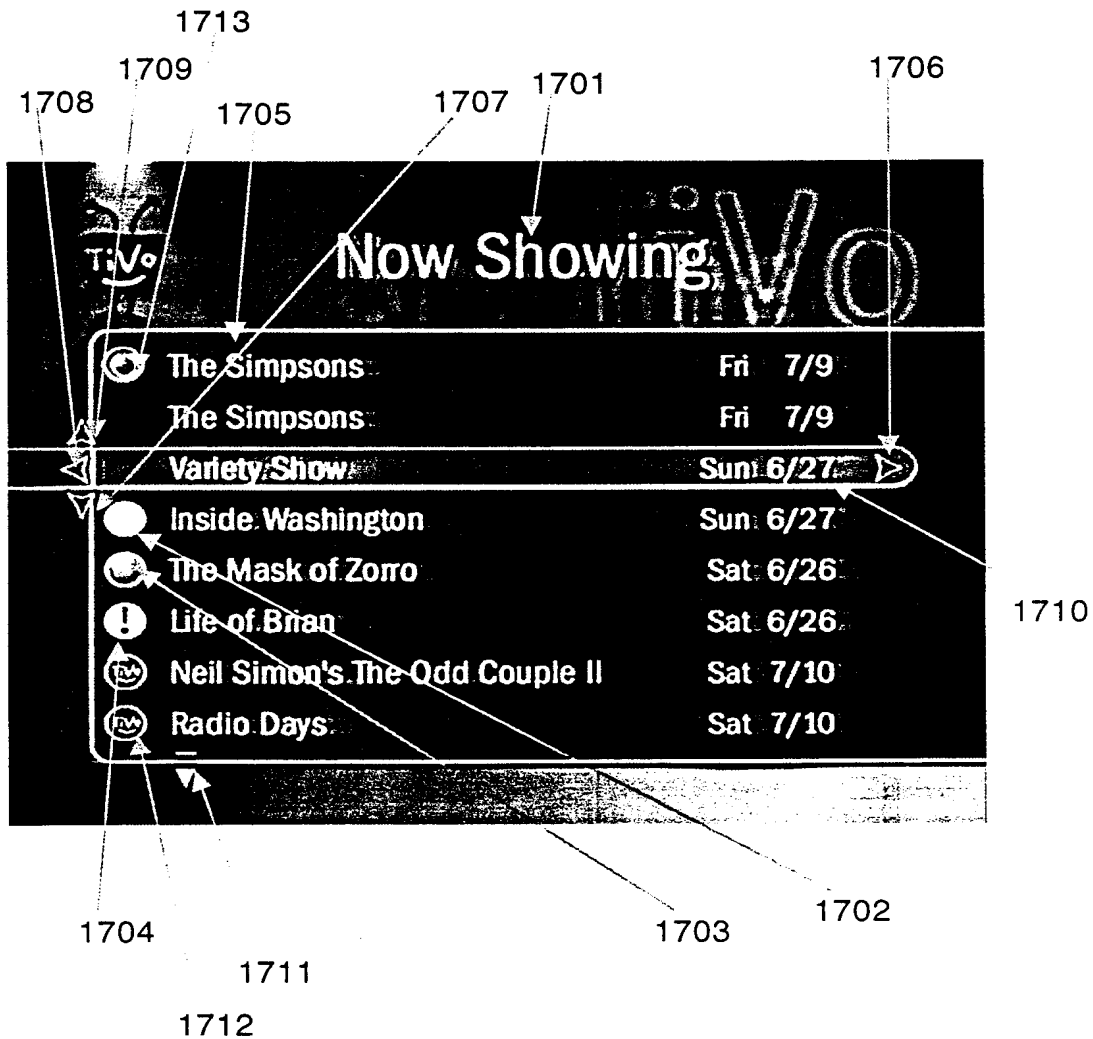 1713
1709
1701
1706
1708
1705
1707
TiVo
TiVo
Now Showing
The Simpsons Fri 7/9
The Simpsons Fri 7/9
Variety Show Sun 6/27
Inside Washington Sun 6/27
The Mask of Zorro Sat 6/26
! Life of Brian Sat 6/26
TiVo Neil Simon's The Odd Couple II Sat 7/10
TiVo Radio Days Sat 7/10
1710
1702
1704
1703
1711
1712